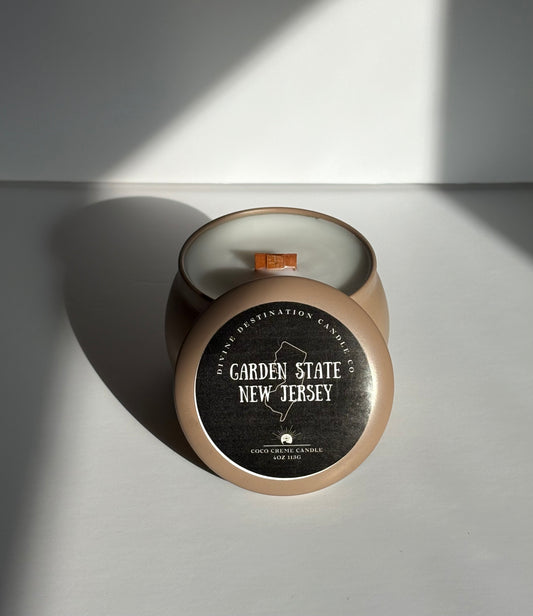 DIVINE DESTINATION CANDLE CO.
GARDEN STATE
NEW JERSEY
COCO CREME CANDLE
4OZ 113G